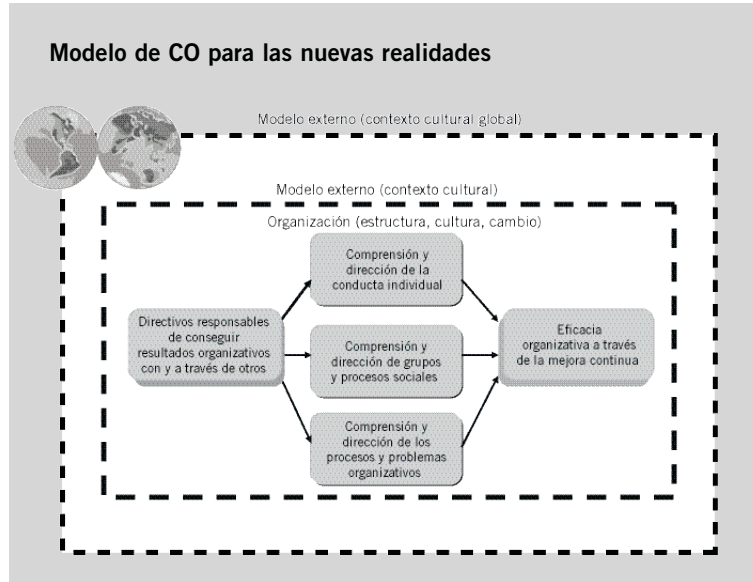 Modelo de CO para las nuevas realidades
Modelo externo (contexto cultural global)
Modelo externo (contexto cultural)
Organización (estructura, cultura, cambio)
Comprensión y
dirección de la
conducta individual
Directivos responsables
de conseguir
resultados organizativos
con y a través de otros
Comprensión y
dirección de grupos
y procesos sociales
Eficacia
organizativa a través
de la mejora continua
Comprensión y
dirección de los
procesos y problemas
organizativos